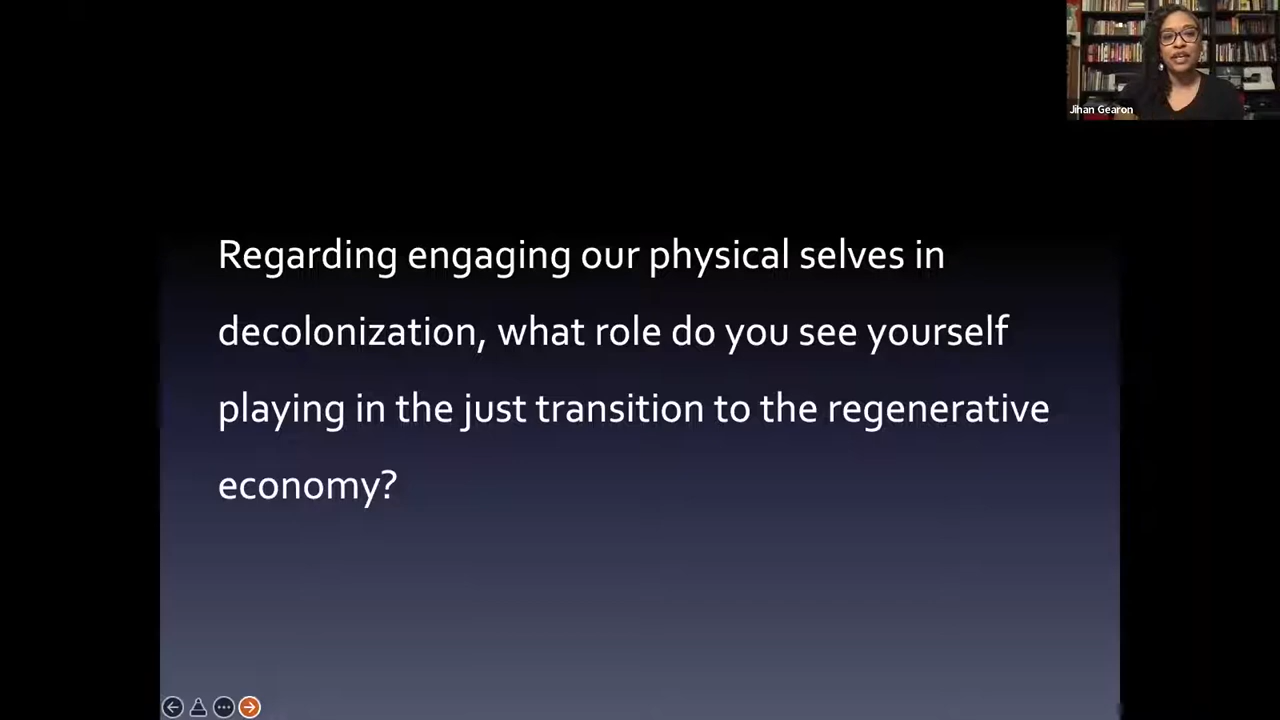 Jihan Gearon
Regarding engaging our physical selves in
decolonization, what role do you see yourself
playing in the just transition to the regenerative
economy?